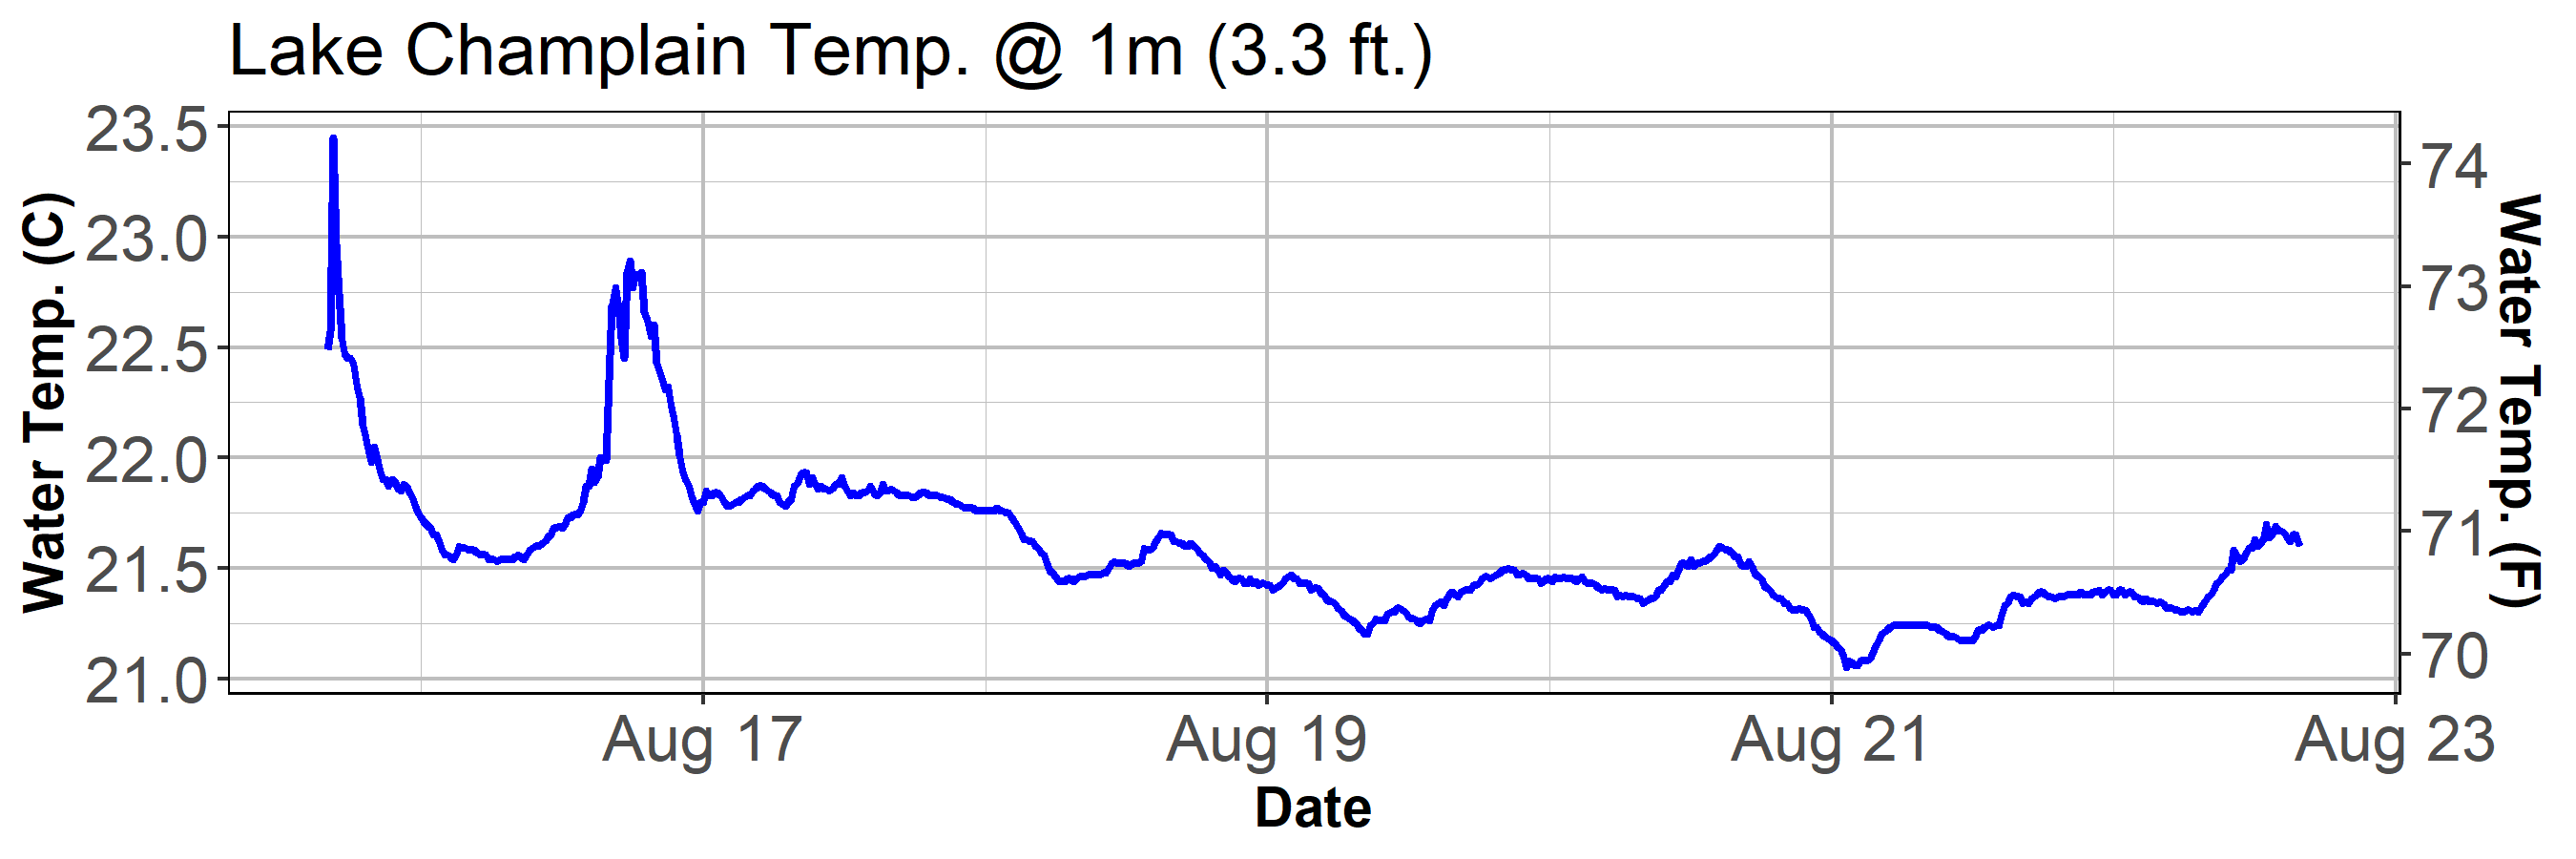 Lake Champlain Temp. @ 1m (3.3 ft.)
Water Temp. (C)
23.5
23.0
22.5
22.0
21.5
21.0
74
73
72
71
70
Water Temp. (F)
Aug 17 Aug 19 Aug 21 Aug 23
Date